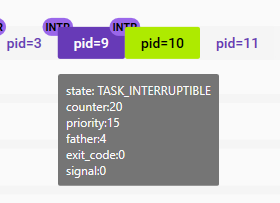 INTR INTR
pid=3 pid=9 pid=10 pid=11
state: TASK_INTERRUPTIBLE
counter:20
priority:15
father:4
exit_code:0
signal:0